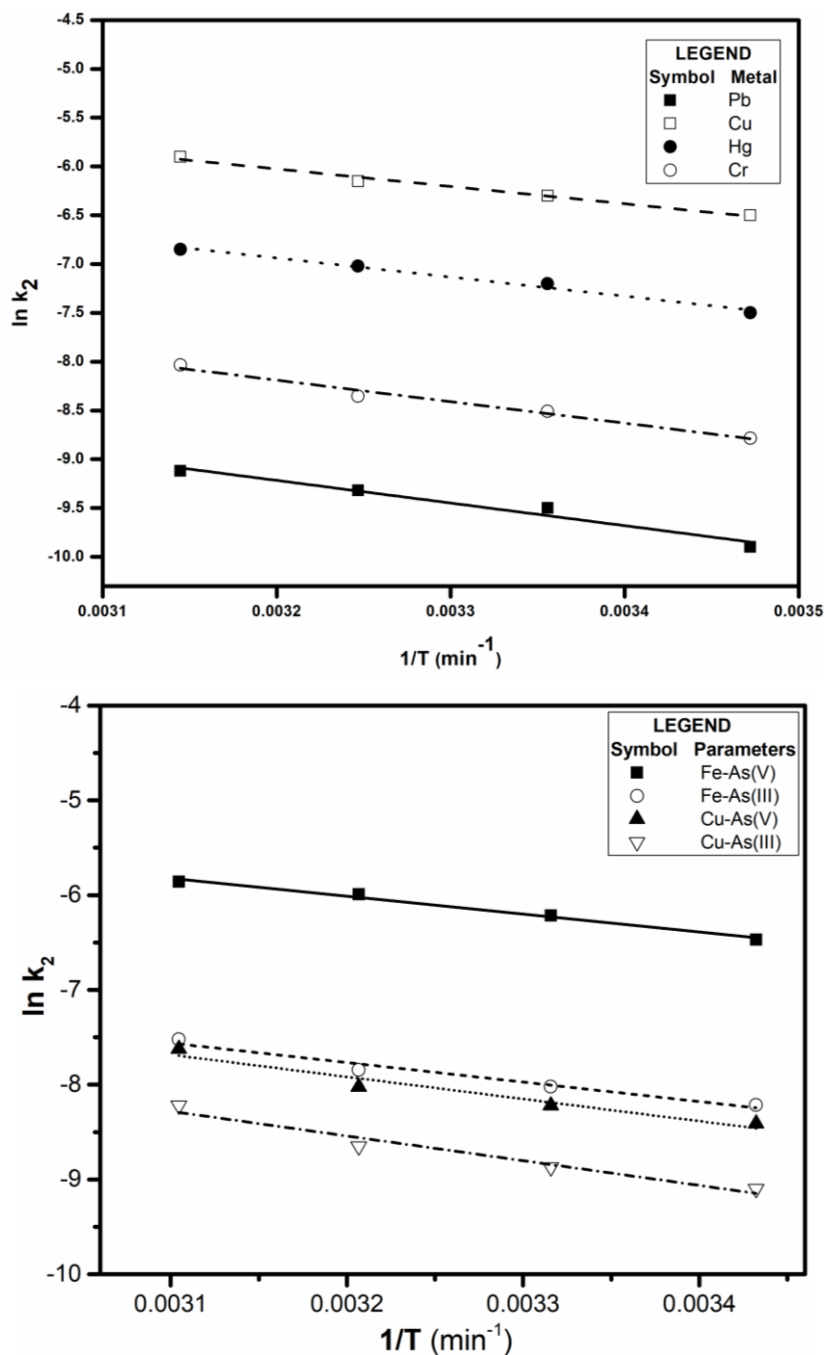 -4.5
-5.0
-5.5
-6.0
-6.5
-7.0
-7.5
-8.0
-8.5
-9.0
-9.5
-10.0
ln k2
LEGEND
Symbol Metal
Pb
Cu
Hg
Cr
0.0031 0.0032 0.0033 0.0034 0.0035
1/T (min-1)
-4
-5
-6
-7
-8
-9
-10
ln k2
LEGEND
Symbol Parameters
Fe-As(V)
Fe-As(III)
Cu-As(V)
Cu-As(III)
0.0031 0.0032 0.0033 0.0034
1/T (min-1)